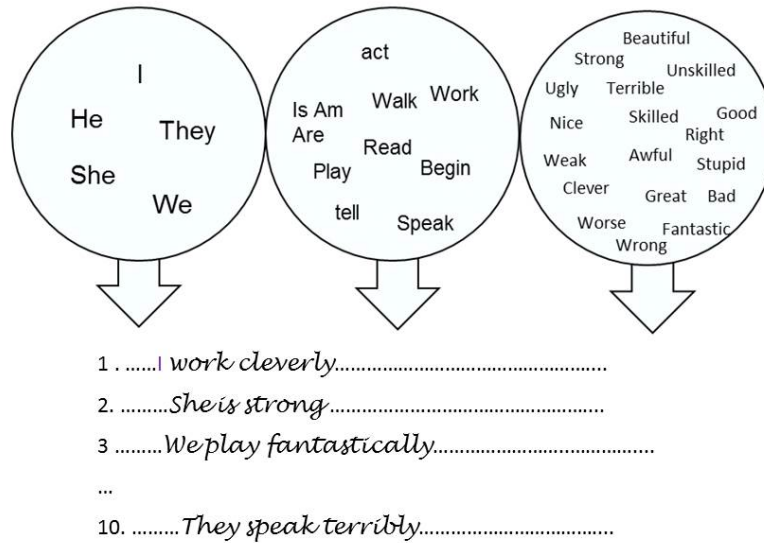 I
He
They
She
We
act
Is Am
Are
Walk
Work
Read
Play
Begin
tell
Speak
Beautiful
Strong
Unskilled
Ugly
Terrible
Nice
Skilled
Good
Right
Weak
Awful
Stupid
Clever
Great
Bad
Worse
Fantastic
Wrong
1 . ......I work cleverly......................................................
2. .........She is strong......................................................
3 .........We play fantastically...........................................
...
10. .........They speak terribly......................................